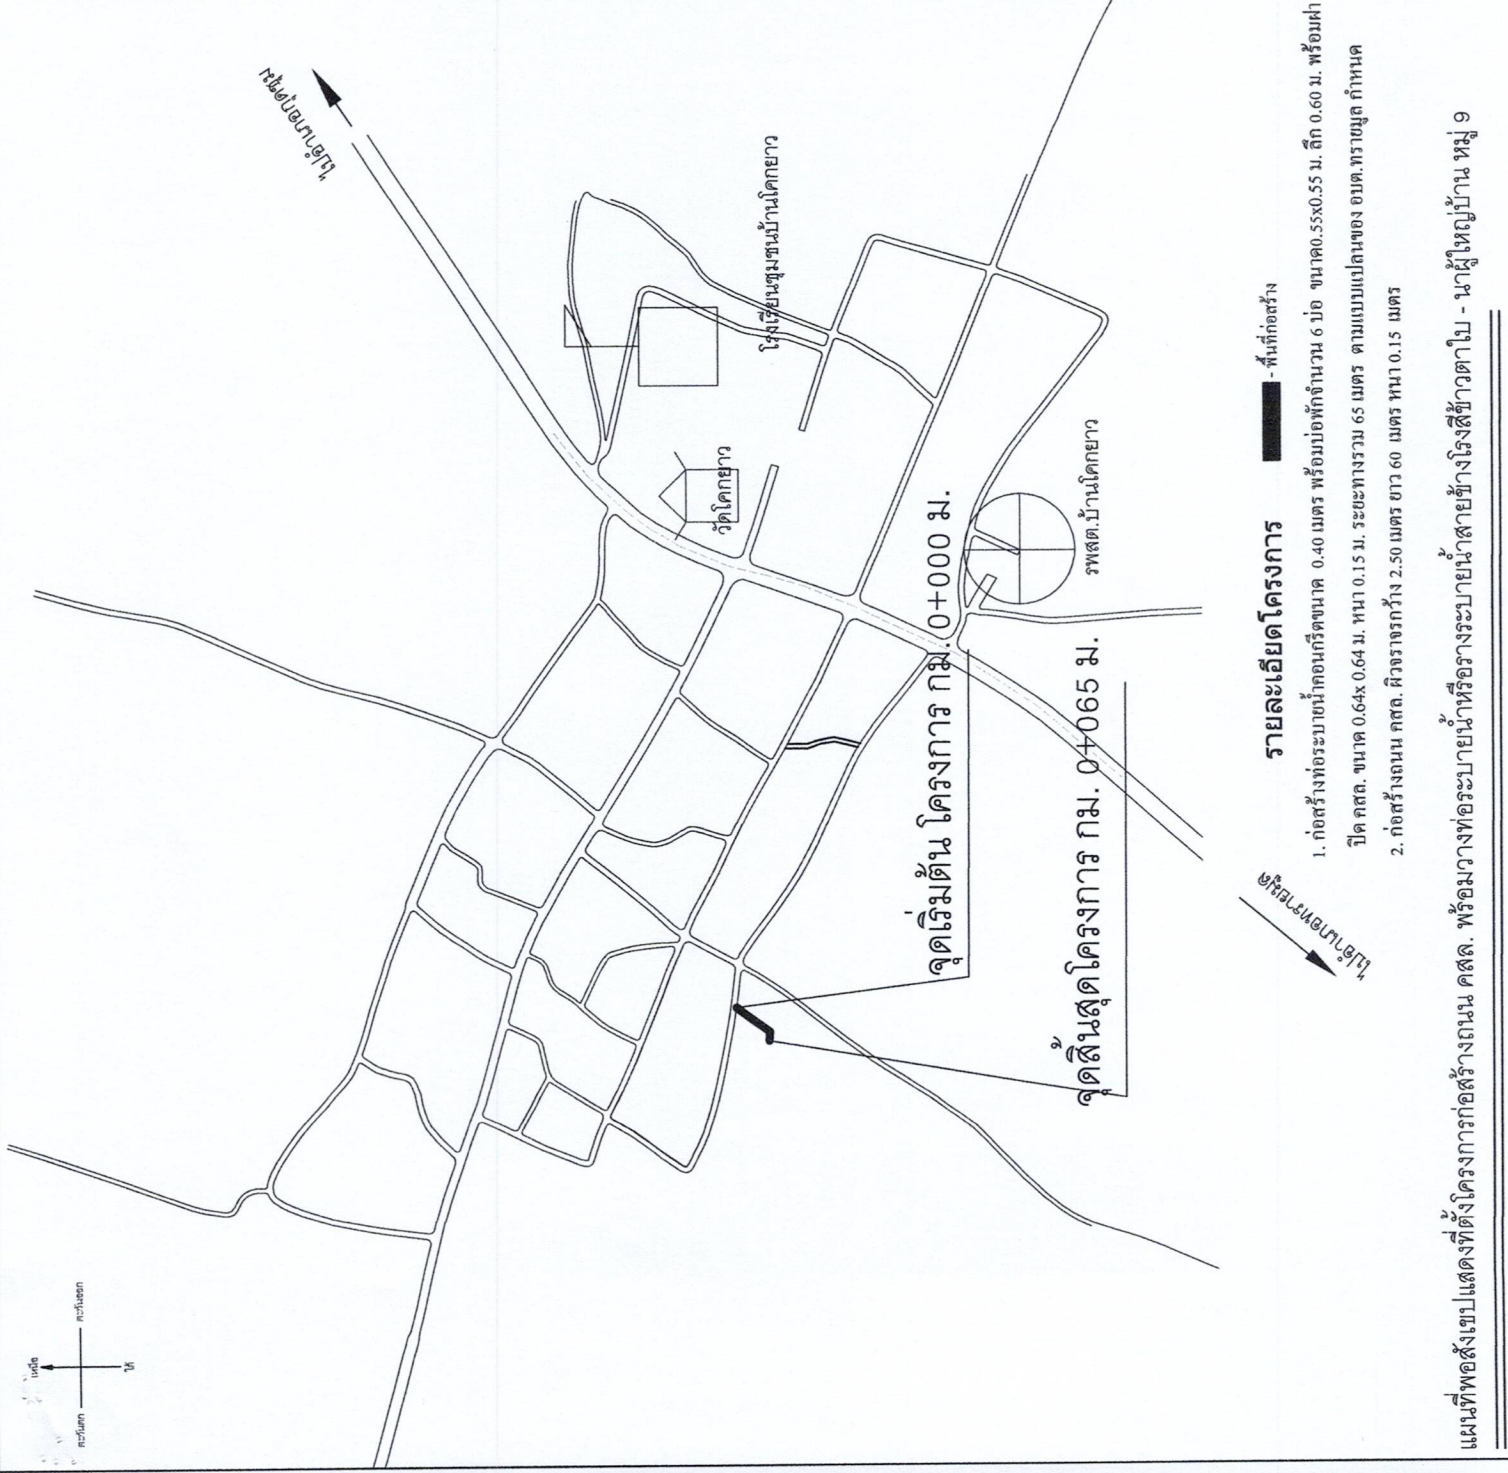 เหนือ
ตะวันตก
ตะวันออก
ใต้
ไปอำเภอกุดชุม
โรงเรียนชุมชนบ้านโคกยาว
วัดโคกยาว
รพสต.บ้านโคกยาว
จุดเริ่มต้น โครงการ กม. 0+000 ม.
จุดสิ้นสุดโครงการ กม. 0+065 ม.
ไปอำเภอทรายมูล
รายละเอียดโครงการ
- พื้นที่ก่อสร้าง
1. ก่อสร้างท่อระบายน้ำคอนกรีตขนาด 0.40 เมตร พร้อมบ่อพักจำนวน 6 บ่อ ขนาด0.55x0.55 ม. ลึก 0.60 ม. พร้อมฝา
ปิด คสล. ขนาด 0.64x 0.64 ม. หนา 0.15 ม. ระยะทางรวม 65 เมตร ตามแบบแปลนของ อบต.ทรายมูล กำหนด
2. ก่อสร้างถนน คสล. ผิวจราจรกว้าง 2.50 เมตร ยาว 60 เมตร หนา 0.15 เมตร
แผนที่พอสังเขปแสดงที่ตั้งโครงการก่อสร้างถนน คสล. พร้อมวางท่อระบายน้ำหรือรางระบายน้ำสายข้างโรงสีข้าวตาใบ - นาผู้ใหญ่บ้าน หมู่ 9